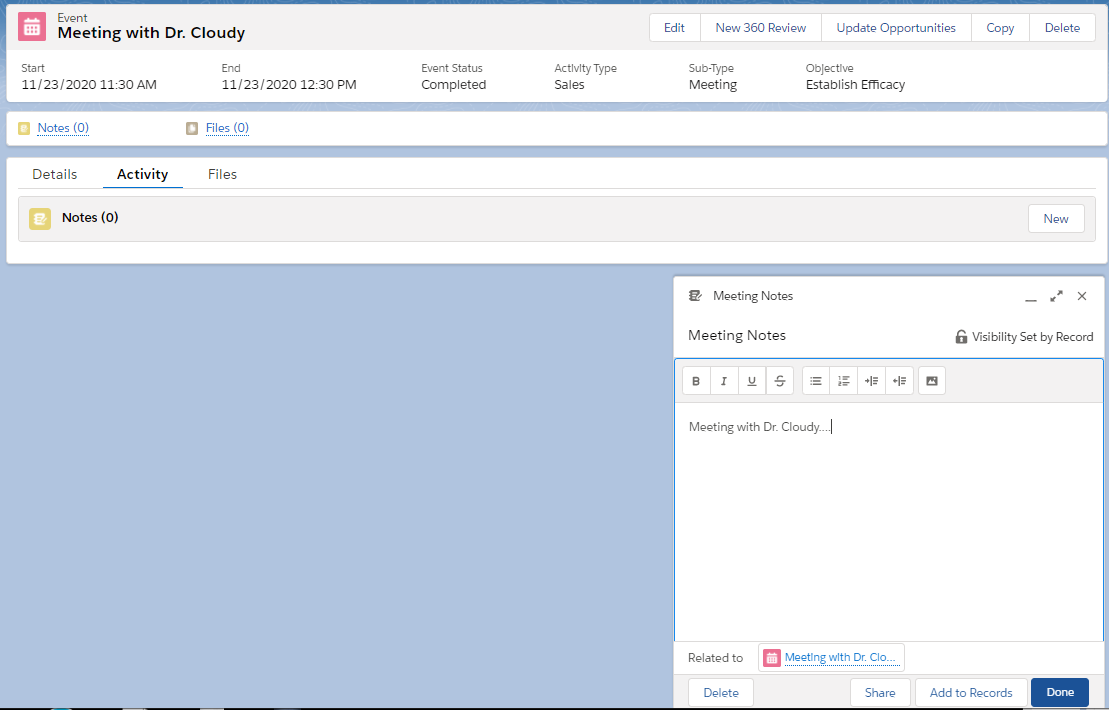 Event
Meeting with Dr. Cloudy
Edit
New 360 Review
Update Opportunities
Copy
Delete
Start
11/23/2020 11:30 AM
End
11/23/2020 12:30 PM
Event Status
Completed
Activity Type
Sales
Sub-Type
Meeting
Objective
Establish Efficacy
Notes (0)
Files (0)
Details
Activity
Files
Notes (0)
New
Meeting Notes
Meeting Notes
Visibility Set by Record
B I U S
Meeting with Dr. Cloudy....
Related to
Meeting with Dr. Clo...
Delete
Share
Add to Records
Done